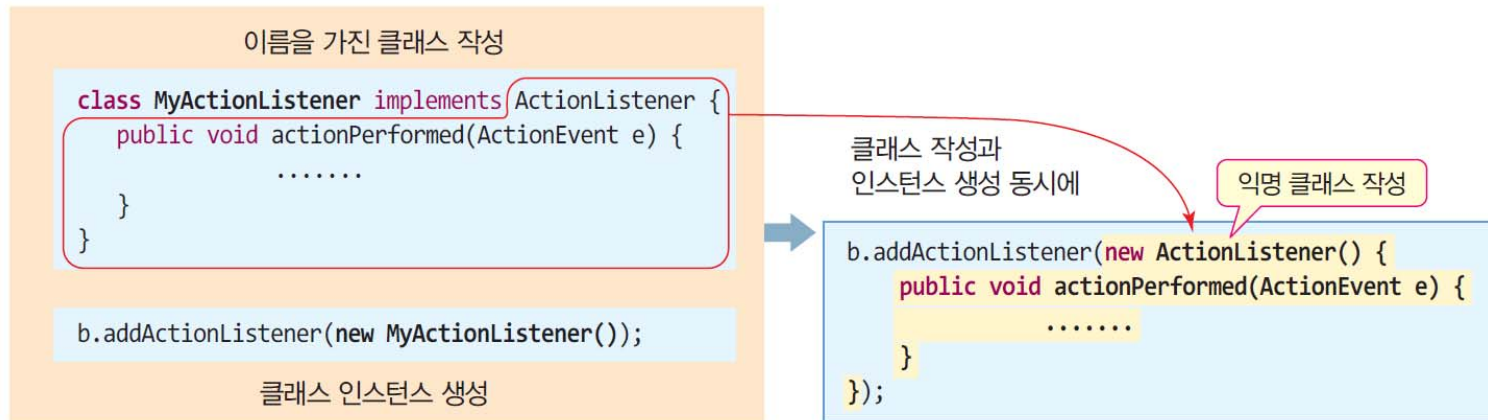 이름을 가진 클래스 작성
class MyActionListener implements ActionListener {
public void actionPerformed(ActionEvent e) {
.......
}
}
b.addActionListener(new MyActionListener());
클래스 인스턴스 생성
클래스 작성과
인스턴스 생성 동시에
익명 클래스 작성
b.addActionListener(new ActionListener() {
public void actionPerformed(ActionEvent e) {
.......
}
});